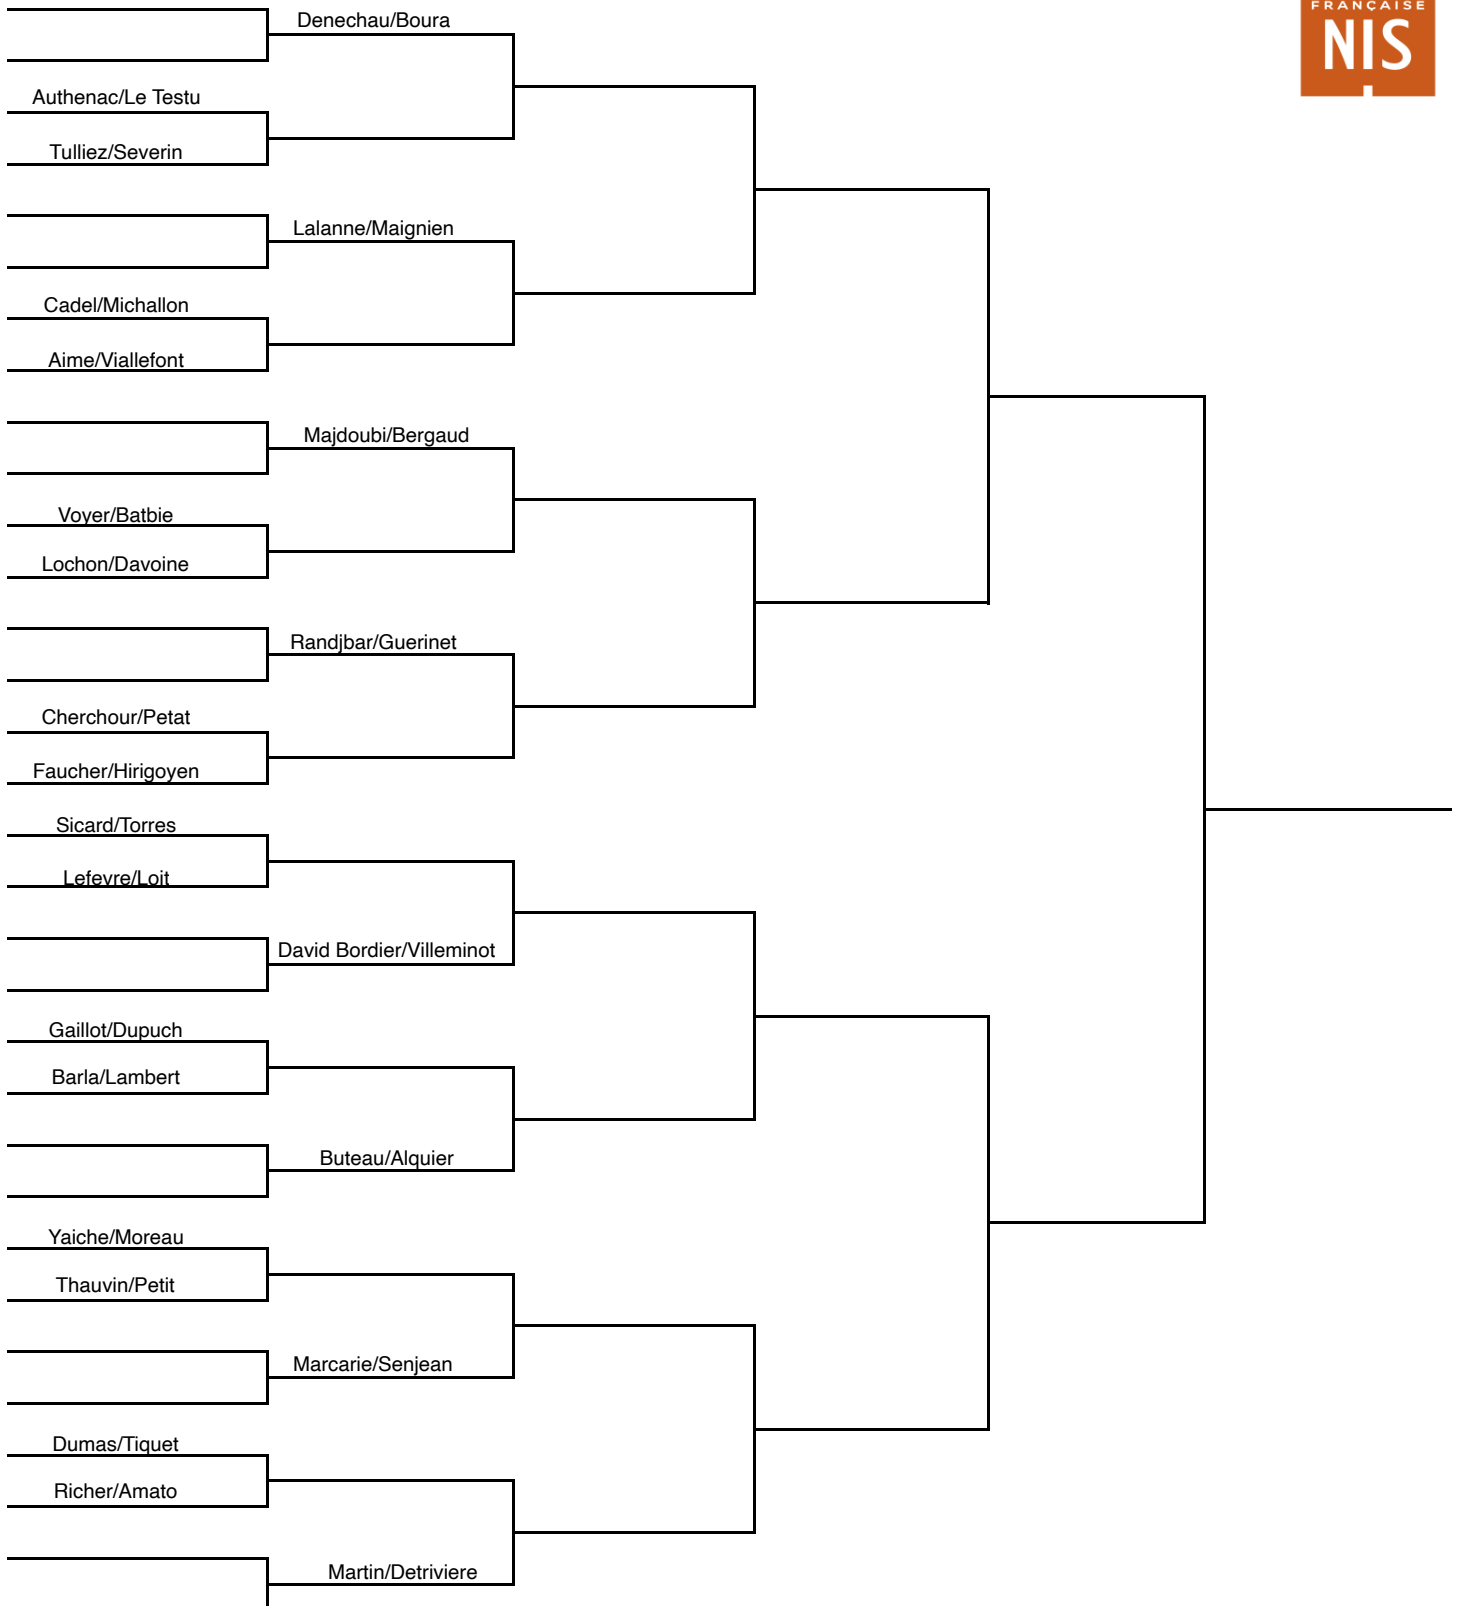 FRANÇAISE
NIS
Denechau/Boura
Authenac/Le Testu
Tulliez/Severin
Lalanne/Maignien
Cadel/Michallon
Aime/Viallefont
Majdoubi/Bergaud
Voyer/Batbie
Lochon/Davoine
Randjbar/Guerinet
Cherchour/Petat
Faucher/Hirigoyen
Sicard/Torres
Lefevre/Loit
David Bordier/Villeminot
Gaillot/Dupuch
Barla/Lambert
Buteau/Alquier
Yaiche/Moreau
Thauvin/Petit
Marcarie/Senjean
Dumas/Tiquet
Richer/Amato
Martin/Detriviere